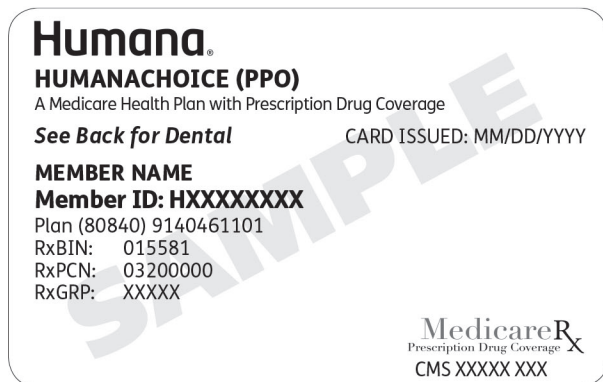 Humana®
HUMANACHOICE (PPO)
A Medicare Health Plan with Prescription Drug Coverage
See Back for Dental CARD ISSUED: MM/DD/YYYY
MEMBER NAME
Member ID: HXXXXXXXX
Plan (80840) 9140461101
RxBIN: 015581
RxPCN: 03200000
RxGRP: XXXXX
SAMPLE
MedicareRx
Prescription Drug Coverage
CMS XXXXX XXX